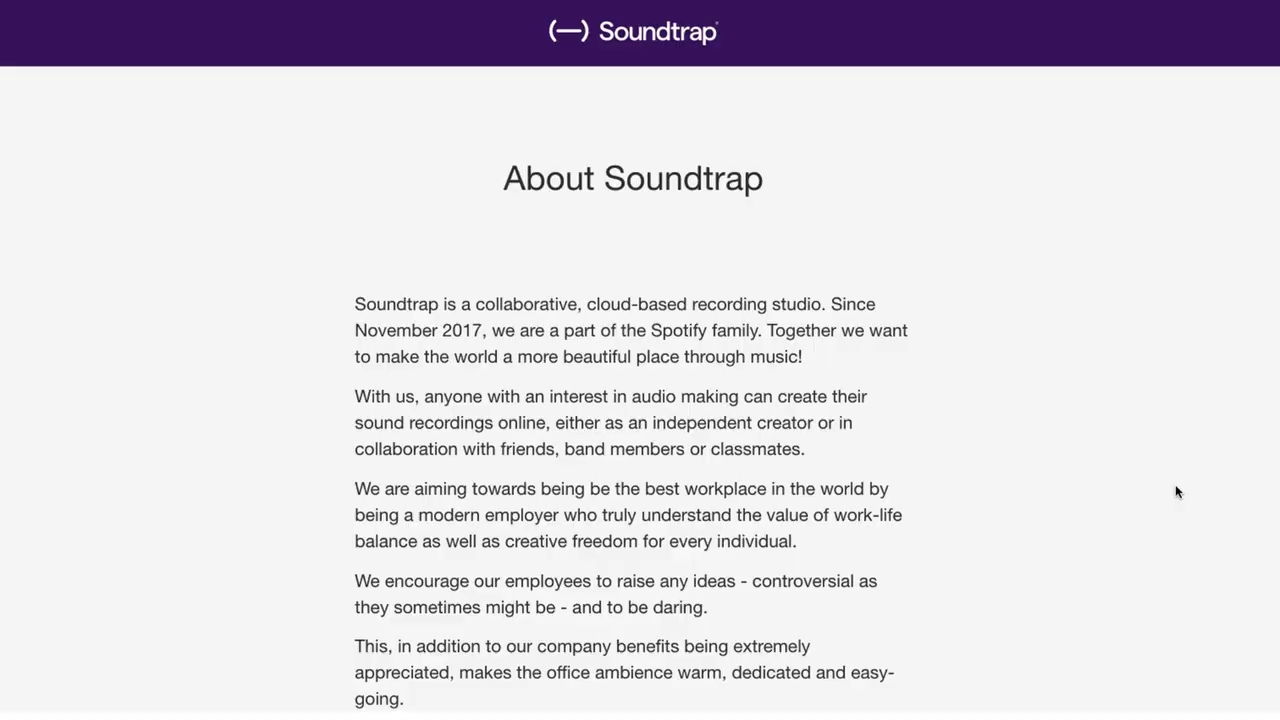 (—) Soundtrap
About Soundtrap
Soundtrap is a collaborative, cloud-based recording studio. Since
November 2017, we are a part of the Spotify family. Together we want
to make the world a more beautiful place through music!
With us, anyone with an interest in audio making can create their
sound recordings online, either as an independent creator or in
collaboration with friends, band members or classmates.
We are aiming towards being be the best workplace in the world by
being a modern employer who truly understand the value of work-life
balance as well as creative freedom for every individual.
We encourage our employees to raise any ideas - controversial as
they sometimes might be - and to be daring.
This, in addition to our company benefits being extremely
appreciated, makes the office ambience warm, dedicated and easy-
going.